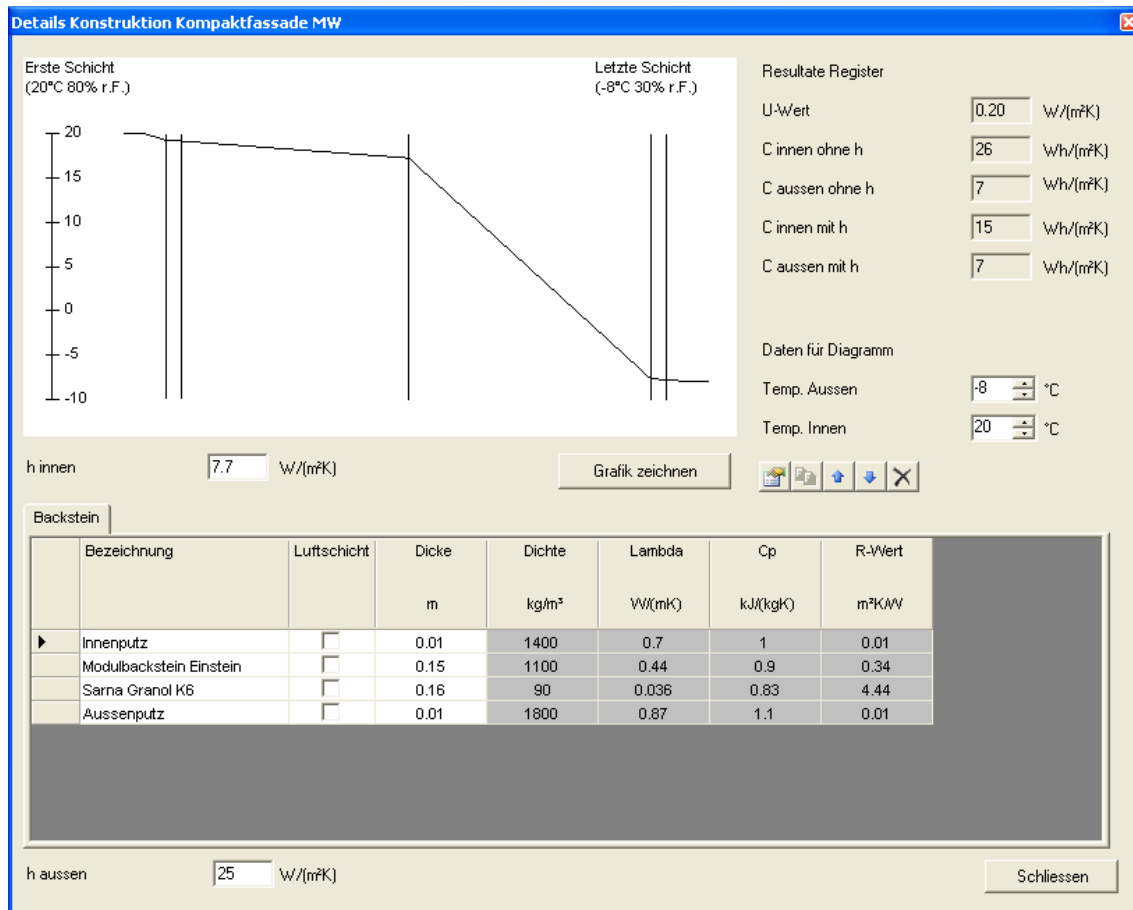 Details Konstruktion Kompaktfassade MW
Erste Schicht
(20°C 80% r.F.)
Letzte Schicht
(-8°C 30% r.F.)
20
15
10
5
0
-5
-10
Resultate Register
U-Wert 0.20 W/(m²K)
C innen ohne h 26 Wh/(m²K)
C aussen ohne h 7 Wh/(m²K)
C innen mit h 15 Wh/(m²K)
C aussen mit h 7 Wh/(m²K)
Daten für Diagramm
Temp. Aussen -8 °C
Temp. Innen 20 °C
h innen 7.7 W/(m²K)
Grafik zeichnen
Backstein
Bezeichnung Luftschicht Dicke Dichte Lambda Cp R-Wert
m kg/m³ W/(mK) kJ/(kgK) m²K/W
Innenputz 0.01 1400 0.7 1 0.01
Modulbackstein Einstein 0.15 1100 0.44 0.9 0.34
Sarna Granol K6 0.16 90 0.036 0.83 4.44
Aussenputz 0.01 1800 0.87 1.1 0.01
h aussen 25 W/(m²K)
Schliessen